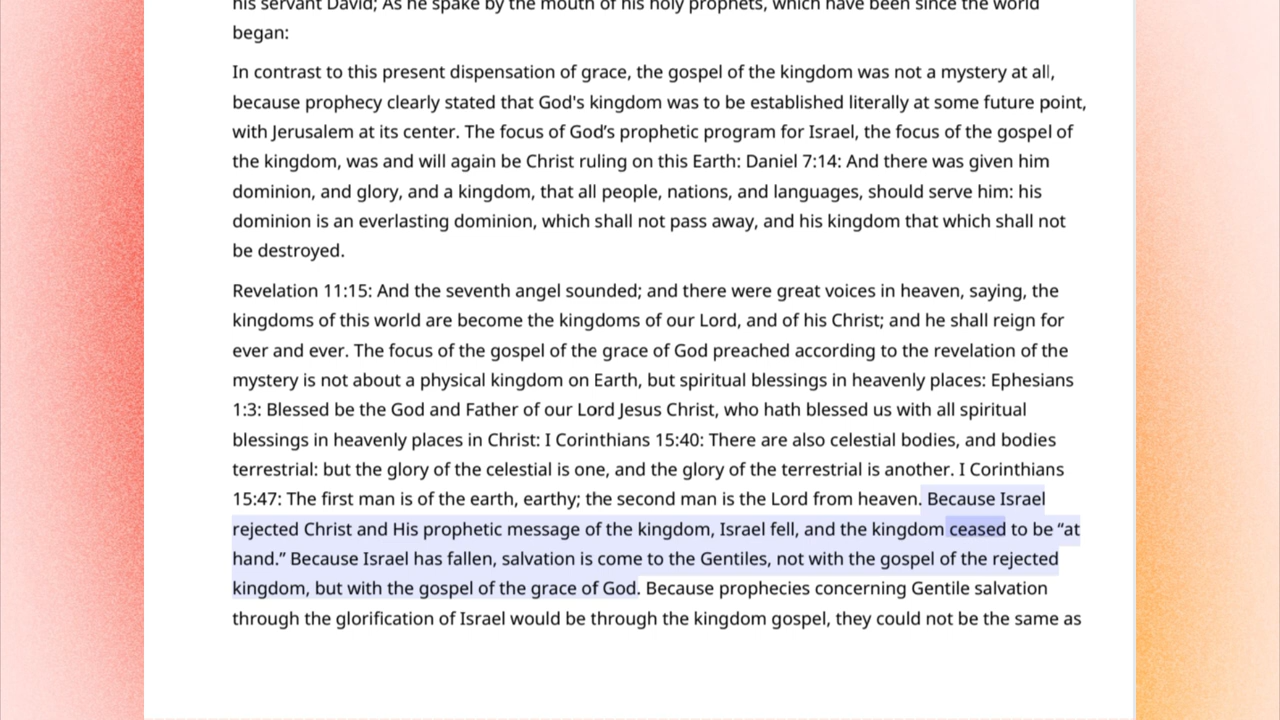 his servant David; As he spake by the mouth of his holy prophets, which have been since the world
began:
In contrast to this present dispensation of grace, the gospel of the kingdom was not a mystery at all,
because prophecy clearly stated that God's kingdom was to be established literally at some future point,
with Jerusalem at its center. The focus of God’s prophetic program for Israel, the focus of the gospel of
the kingdom, was and will again be Christ ruling on this Earth: Daniel 7:14: And there was given him
dominion, and glory, and a kingdom, that all people, nations, and languages, should serve him: his
dominion is an everlasting dominion, which shall not pass away, and his kingdom that which shall not
be destroyed.
Revelation 11:15: And the seventh angel sounded; and there were great voices in heaven, saying, the
kingdoms of this world are become the kingdoms of our Lord, and of his Christ; and he shall reign for
ever and ever. The focus of the gospel of the grace of God preached according to the revelation of the
mystery is not about a physical kingdom on Earth, but spiritual blessings in heavenly places: Ephesians
1:3: Blessed be the God and Father of our Lord Jesus Christ, who hath blessed us with all spiritual
blessings in heavenly places in Christ: I Corinthians 15:40: There are also celestial bodies, and bodies
terrestrial: but the glory of the celestial is one, and the glory of the terrestrial is another. I Corinthians
15:47: The first man is of the earth, earthy; the second man is the Lord from heaven. Because Israel
rejected Christ and His prophetic message of the kingdom, Israel fell, and the kingdom ceased to be “at
hand.” Because Israel has fallen, salvation is come to the Gentiles, not with the gospel of the rejected
kingdom, but with the gospel of the grace of God. Because prophecies concerning Gentile salvation
through the glorification of Israel would be through the kingdom gospel, they could not be the same as